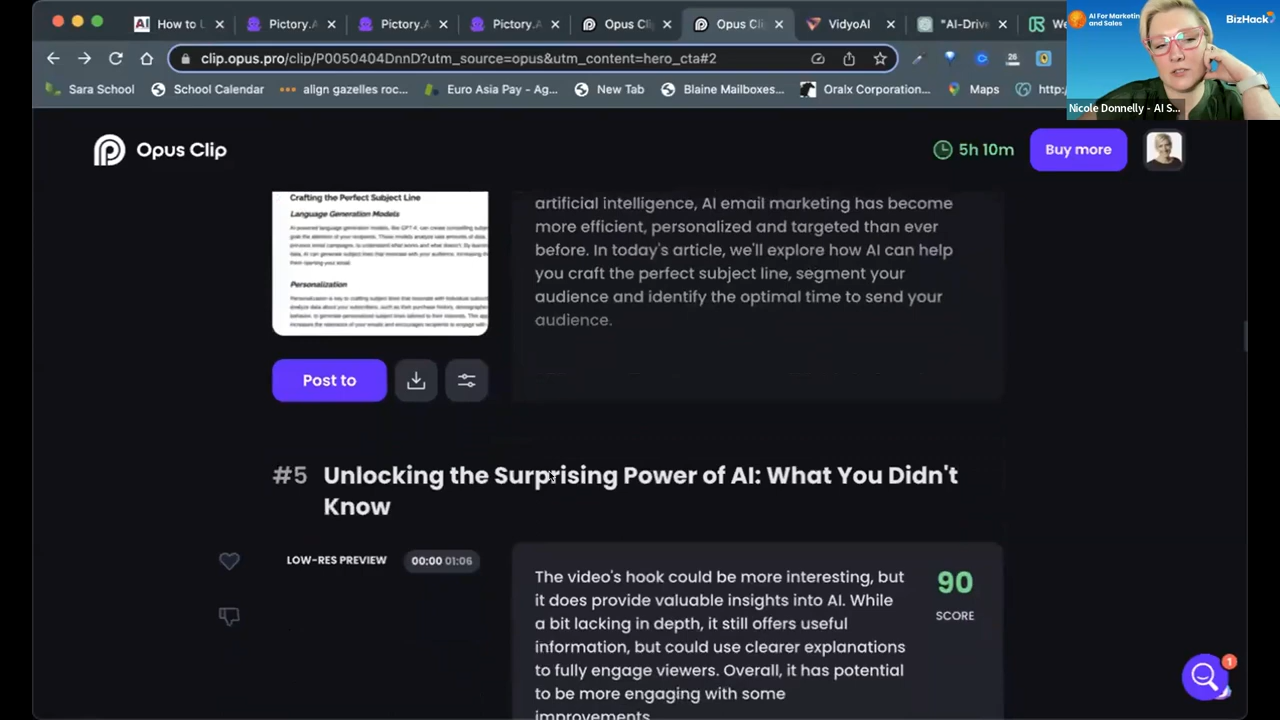 AI How to U
Pictory.A
Pictory.A
Pictory.A
Opus Cli
Opus Cli
VidyoAI
"AI-Drive
We
AI For Marketin
and Sales
BizHack
clip.opus.pro/clip/P0050404DnnD?utm_source=opus&utm_content=hero_cta#2
28
Sara School
School Calendar
align gazelles roc...
Euro Asia Pay - Ag...
New Tab
Blaine Mailboxes...
Oralx Corporation...
Maps
http:
Nicole Donnelly - AI S...
Opus Clip
5h 10m
Buy more
Crafting the Perfect Subject Line
Language Generation Models
Personalization
artificial intelligence, AI email marketing has become
more efficient, personalized and targeted than ever
before. In today's article, we'll explore how AI can help
you craft the perfect subject line, segment your
audience and identify the optimal time to send your
audience.
Post to
#5 Unlocking the Surprising Power of AI: What You Didn't
Know
LOW-RES PREVIEW
00:00 01:06
The video's hook could be more interesting, but
it does provide valuable insights into AI. While
a bit lacking in depth, it still offers useful
information, but could use clearer explanations
to fully engage viewers. Overall, it has potential
to be more engaging with some
improvements.
90
SCORE
1